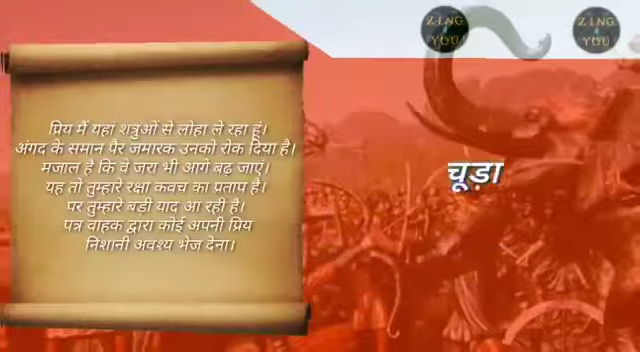 ZING
&
YOU
ZING
&
YOU
प्रिय मैं यहां शत्रुओं से लोहा ले रहा हूं।
अंगद के समान पैर जमारक उनको रोक दिया है।
मजाल है कि वे जरा भी आगे बढ़ जाएं।
यह तो तुम्हारे रक्षा कवच का प्रताप है।
पर तुम्हारे बडी याद आ रही है।
पत्र वाहक द्वारा कोई अपनी प्रिय
निशानी अवश्य भेज देना।
चूड़ा